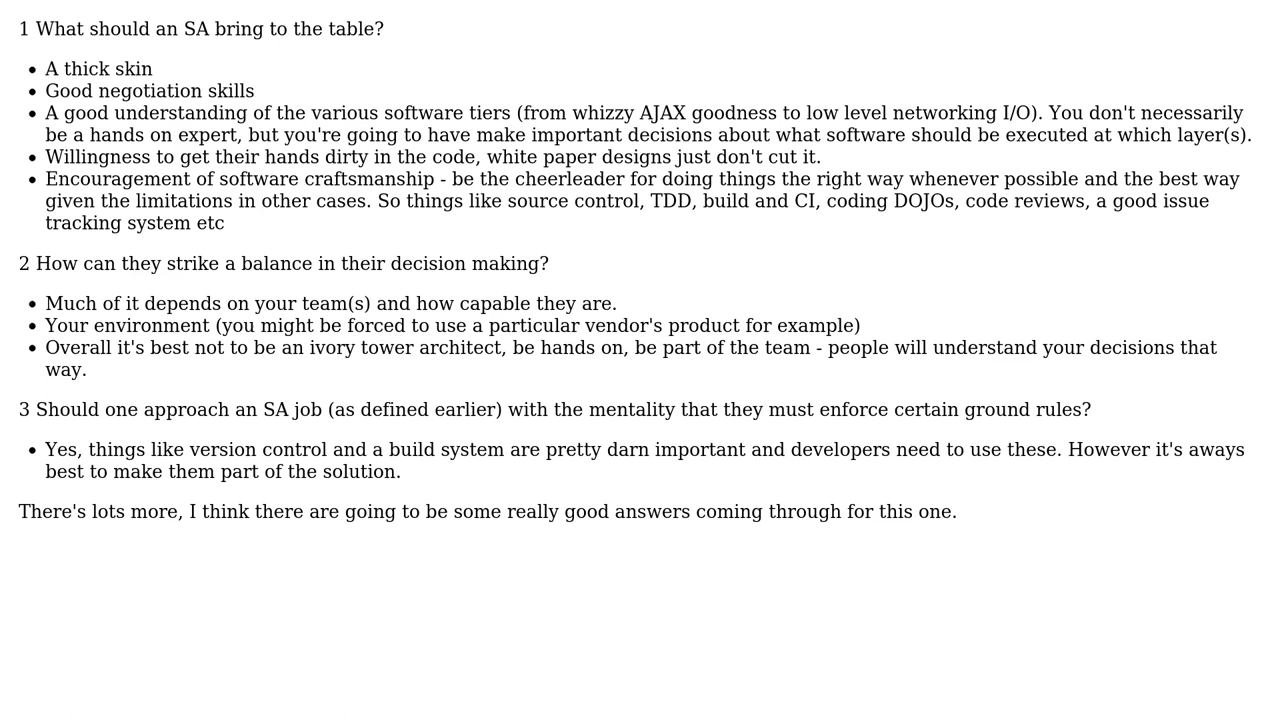 1 What should an SA bring to the table?
• A thick skin
• Good negotiation skills
• A good understanding of the various software tiers (from whizzy AJAX goodness to low level networking I/O). You don't necessarily
be a hands on expert, but you're going to have make important decisions about what software should be executed at which layer(s).
• Willingness to get their hands dirty in the code, white paper designs just don't cut it.
• Encouragement of software craftsmanship - be the cheerleader for doing things the right way whenever possible and the best way
given the limitations in other cases. So things like source control, TDD, build and CI, coding DOJOs, code reviews, a good issue
tracking system etc
2 How can they strike a balance in their decision making?
• Much of it depends on your team(s) and how capable they are.
• Your environment (you might be forced to use a particular vendor's product for example)
• Overall it's best not to be an ivory tower architect, be hands on, be part of the team - people will understand your decisions that
way.
3 Should one approach an SA job (as defined earlier) with the mentality that they must enforce certain ground rules?
• Yes, things like version control and a build system are pretty darn important and developers need to use these. However it's aways
best to make them part of the solution.
There's lots more, I think there are going to be some really good answers coming through for this one.